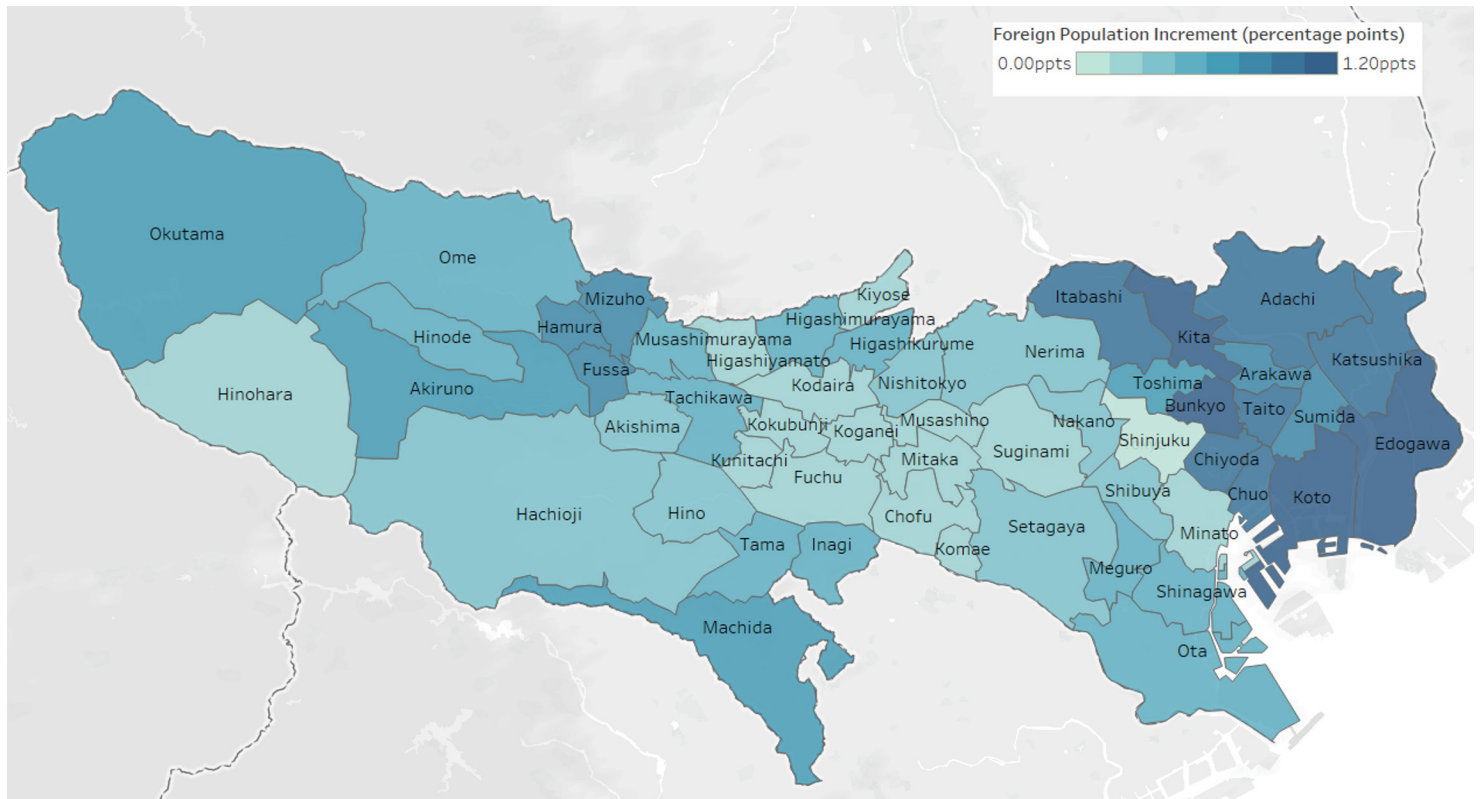 Foreign Population Increment (percentage points)
0.00ppts 1.20ppts
Okutama
Ome
Mizuho
Hamura
Hinode
Fussa
Akiruno
Hinohara
Kiyose
Higashimurayama
Musashimurayama
Higashikurume
Higashiyamato
Kodaira
Nishitokyo
Tachikawa
Akishima
Kokubunji
Koganei
Musashino
Kunitachi
Mitaka
Fuchu
Hachioji
Hino
Chofu
Tama
Inagi
Komae
Machida
Itabashi
Adachi
Kita
Nerima
Katsushika
Toshima
Arakawa
Bunkyo
Taito
Sumida
Nakano
Shinjuku
Edogawa
Suginami
Chiyoda
Shibuya
Chuo
Koto
Setagaya
Minato
Meguro
Shinagawa
Ota